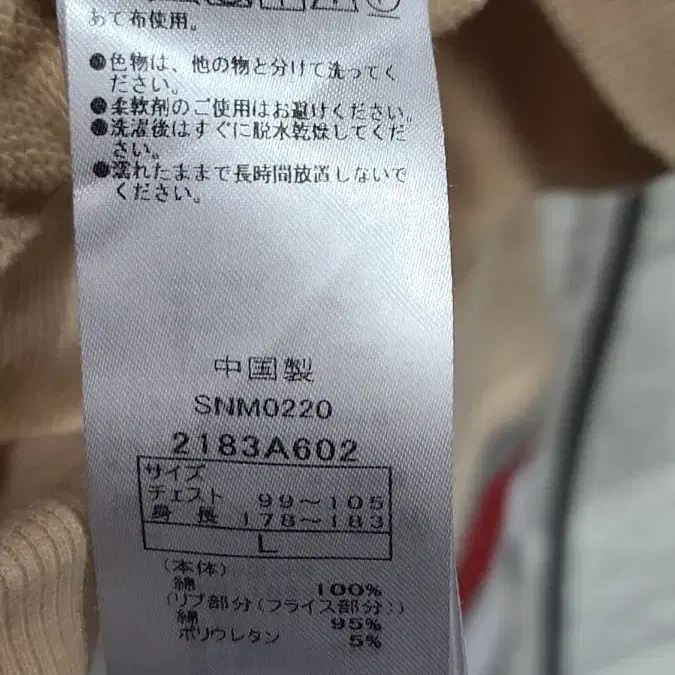 あて布使用。
●色物は、他の物と分けて洗ってく
ださい。
●柔軟剤のご使用はお避けください。
●洗濯後はすぐに脱水乾燥してくだ
さい。
●濡れたままで長時間放置しないで
ください。
中国製
SNM0220
2183A602
サイズ
チェスト 99〜105
身長 178〜183
L
(本体)
綿 100%
(リブ部分(フライス部分))
綿 95%
ポリウレタン 5%